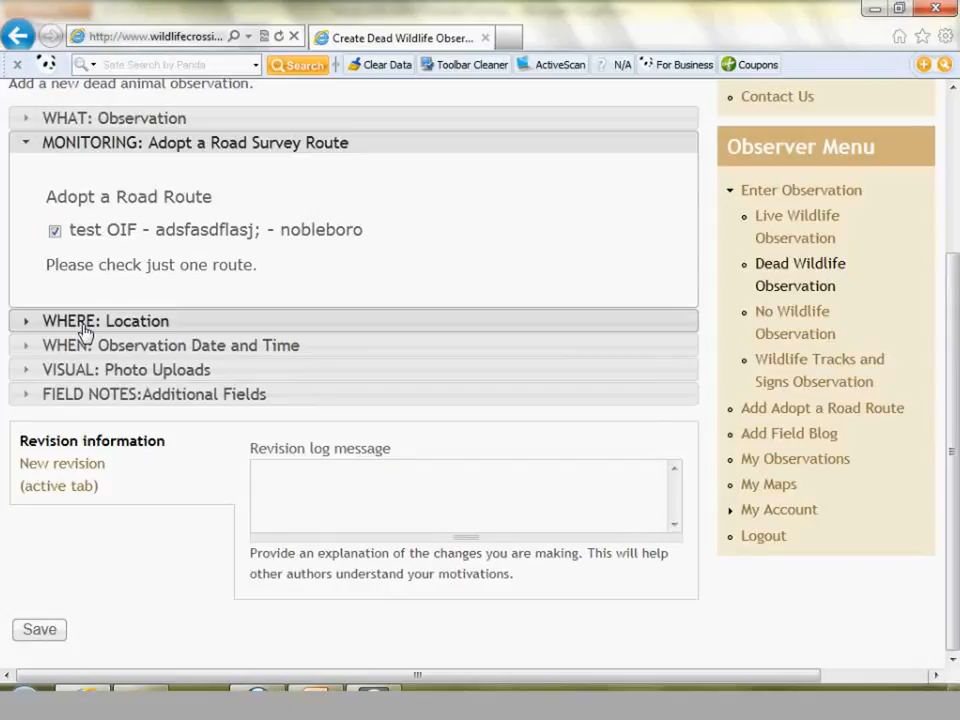 http://www.wildlifecrossi...
Create Dead Wildlife Obser...
Safe Search by Panda
Search
Clear Data
Toolbar Cleaner
ActiveScan
N/A
For Business
Coupons
Add a new dead animal observation.
WHAT: Observation
MONITORING: Adopt a Road Survey Route
Adopt a Road Route
test OIF - adsfasdflasj; - nobleboro
Please check just one route.
WHERE: Location
WHEN: Observation Date and Time
VISUAL: Photo Uploads
FIELD NOTES:Additional Fields
Revision information
New revision
(active tab)
Revision log message
Provide an explanation of the changes you are making. This will help
other authors understand your motivations.
Save
Contact Us
Observer Menu
Enter Observation
Live Wildlife
Observation
Dead Wildlife
Observation
No Wildlife
Observation
Wildlife Tracks and
Signs Observation
Add Adopt a Road Route
Add Field Blog
My Observations
My Maps
My Account
Logout